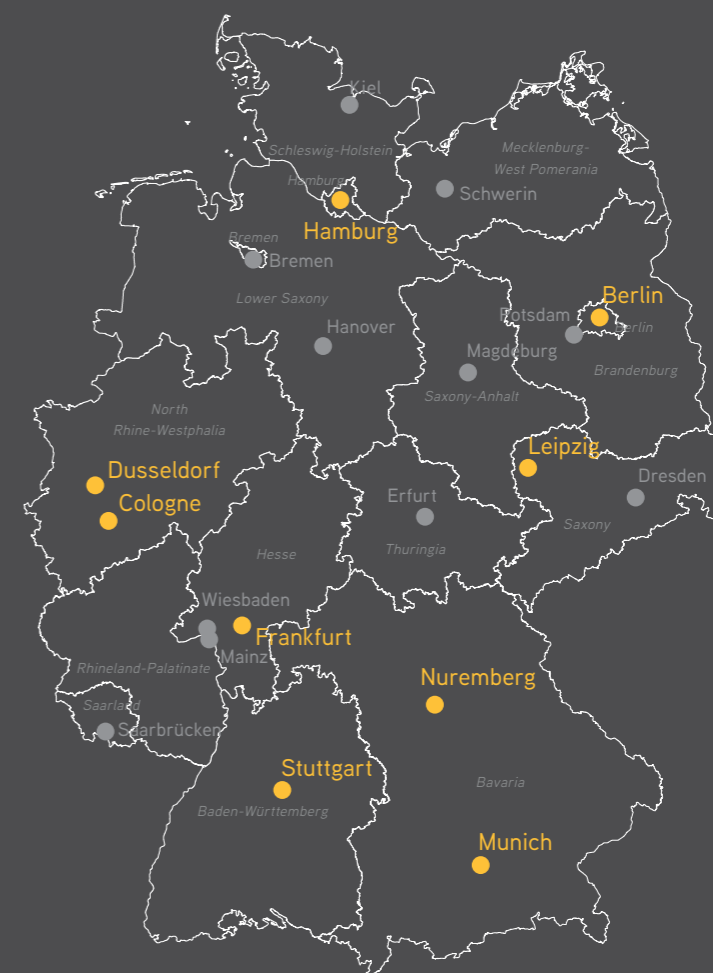 Kiel
Schleswig-Holstein
Mecklenburg-
West Pomerania
Hamburg
Schwerin
Hamburg
Bremen
Bremen
Lower Saxony
Berlin
Potsdam
Berlin
Hanover
Magdeburg
Brandenburg
Saxony-Anhalt
North
Rhine-Westphalia
Leipzig
Dusseldorf
Dresden
Cologne
Erfurt
Saxony
Thuringia
Hesse
Wiesbaden
Frankfurt
Mainz
Rhineland-Palatinate
Nuremberg
Saarland
Saarbrücken
Stuttgart
Bavaria
Baden-Württemberg
Munich